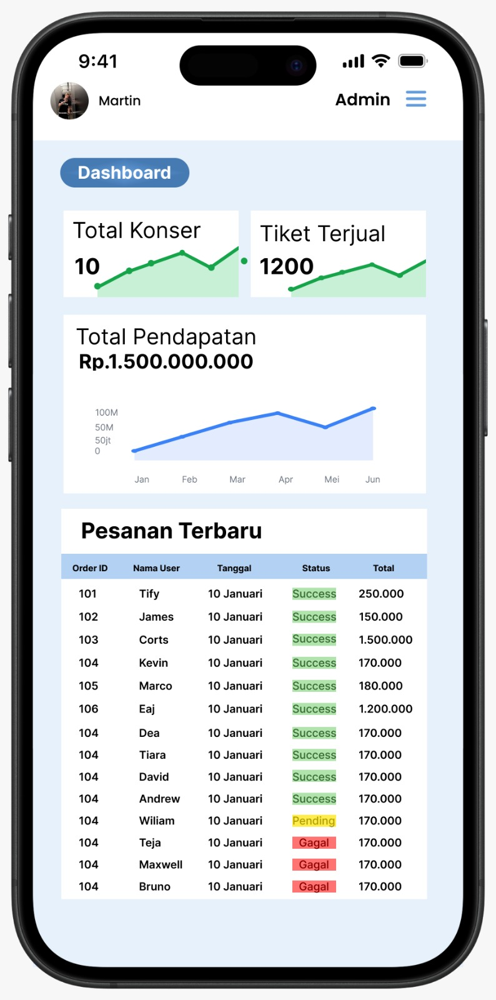 9:41
Martin
Admin
Dashboard
Total Konser
10
Tiket Terjual
1200
Total Pendapatan
Rp.1.500.000.000
100M
50M
50jt
0
Jan Feb Mar Apr Mei Jun
Pesanan Terbaru
Order ID Nama User Tanggal Status Total
101 Tify 10 Januari Success 250.000
102 James 10 Januari Success 150.000
103 Corts 10 Januari Success 1.500.000
104 Kevin 10 Januari Success 170.000
105 Marco 10 Januari Success 180.000
106 Eaj 10 Januari Success 1.200.000
104 Dea 10 Januari Success 170.000
104 Tiara 10 Januari Success 170.000
104 David 10 Januari Success 170.000
104 Andrew 10 Januari Success 170.000
104 Wiliam 10 Januari Pending 170.000
104 Teja 10 Januari Gagal 170.000
104 Maxwell 10 Januari Gagal 170.000
104 Bruno 10 Januari Gagal 170.000